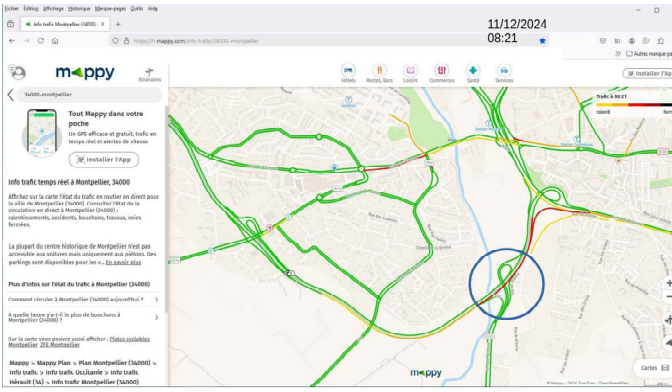 Fichier Édition Affichage Historique Marque-pages Outils Aide
Info trafic Montpellier (34000)
11/12/2024
08:21
https://fr.mappy.com/info-trafic/34000-montpellier
Autres marque-pa
mappy
Itinéraires
Hôtels
Restos, Bars
Loisirs
Commerces
Santé
Services
Installer l'Ap
34000-montpellier
Tout Mappy dans votre
poche
Un GPS efficace et gratuit, trafic en
temps réel et alertes de vitesse
Installer l'App
Trafic à 08:21
ralenti
ferm
Info trafic temps réel à Montpellier, 34000
Afficher sur la carte l'état du trafic en routier en direct pour
la ville de Montpellier (34000). Consultez l'état de la
circulation en direct à Montpellier (34000) :
ralentissements, accidents, bouchons, travaux, voies
fermées.
La plupart du centre historique de Montpellier n'est pas
accessible aux voitures mais uniquement aux piétons. Des
parkings sont disponibles pour les v... En savoir plus
Plus d'infos sur l'état du trafic à Montpellier (34000)
Comment circuler à Montpellier (34000) aujourd'hui ?
A quelle heure y'a-t-il le plus de bouchons à
Montpellier (34000) ?
Sur la carte vous pouvez aussi afficher : Pistes cyclables
Montpellier ZFE Montpellier
Mappy > Mappy Plan > Plan Montpellier (34000) >
Info trafic > Info trafic Occitanie > Info trafic
Hérault (34) > Info trafic Montpellier (34000)
mappy
Cartes